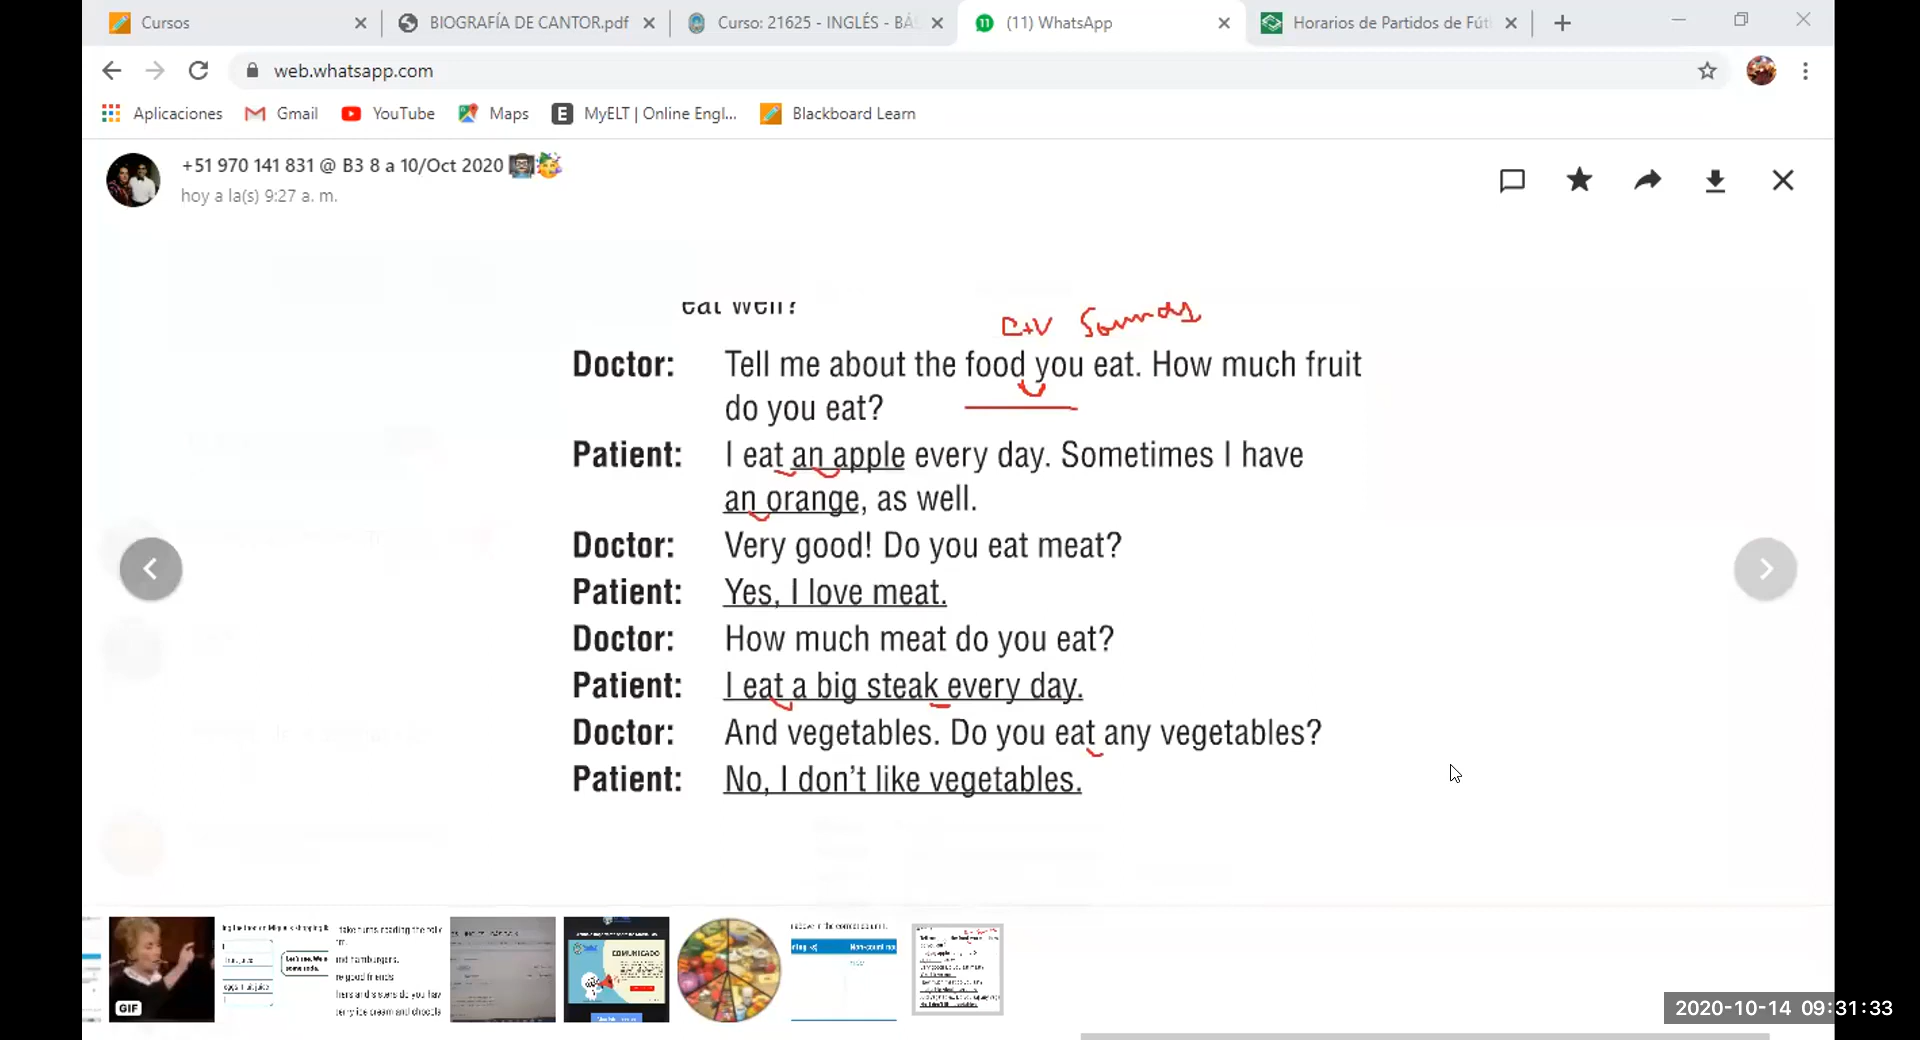 Cursos
BIOGRAFÍA DE CANTOR.pdf
Curso: 21625 - INGLÉS - BÁS
(11) WhatsApp
Horarios de Partidos de Fút
web.whatsapp.com
Aplicaciones
Gmail
YouTube
Maps
MyELT | Online Engl...
Blackboard Learn
+51 970 141 831 @ B3 8 a 10/Oct 2020
hoy a la(s) 9:27 a. m.
eat well?
C+V Sounds
Doctor: Tell me about the food you eat. How much fruit
do you eat?
Patient: I eat an apple every day. Sometimes I have
an orange, as well.
Doctor: Very good! Do you eat meat?
Patient: Yes, I love meat.
Doctor: How much meat do you eat?
Patient: I eat a big steak every day.
Doctor: And vegetables. Do you eat any vegetables?
Patient: No, I don't like vegetables.
GIF
COMUNICADO
2020-10-14 09:31:33